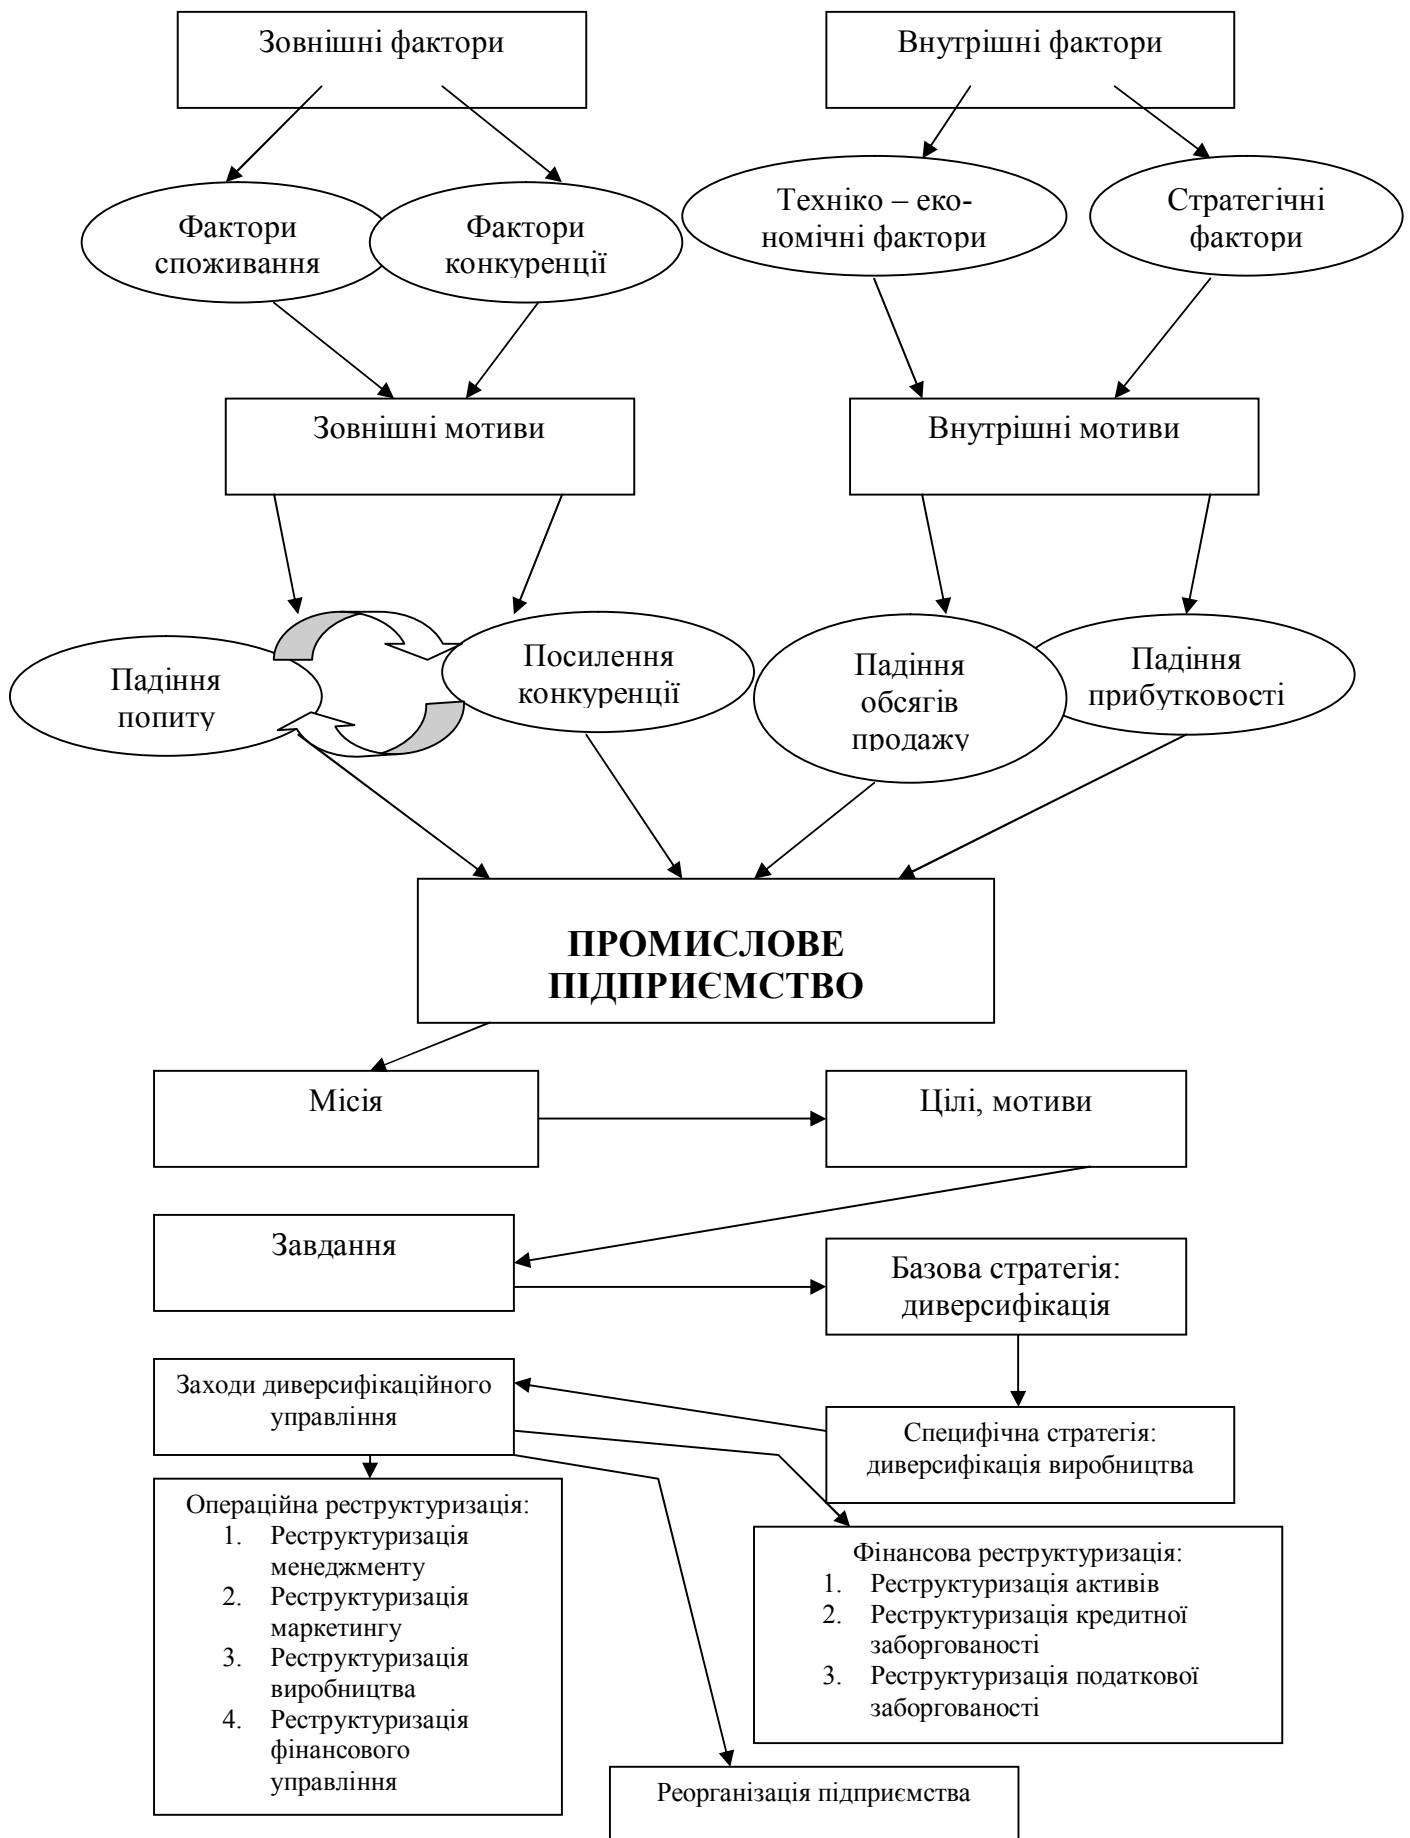 Зовнішні фактори
Внутрішні фактори
Фактори
споживання
Фактори
конкуренції
Техніко – еко-
номічні фактори
Стратегічні
фактори
Зовнішні мотиви
Внутрішні мотиви
Падіння
попиту
Посилення
конкуренції
Падіння
обсягів
продажу
Падіння
прибутковості
ПРОМИСЛОВЕ
ПІДПРИЄМСТВО
Місія
Цілі, мотиви
Завдання
Базова стратегія:
диверсифікація
Заходи диверсифікаційного
управління
Специфічна стратегія:
диверсифікація виробництва
Операційна реструктуризація:
1. Реструктуризація
менеджменту
2. Реструктуризація
маркетингу
3. Реструктуризація
виробництва
4. Реструктуризація
фінансового
управління
Фінансова реструктуризація:
1. Реструктуризація активів
2. Реструктуризація кредитної
заборгованості
3. Реструктуризація податкової
заборгованості
Реорганізація підприємства